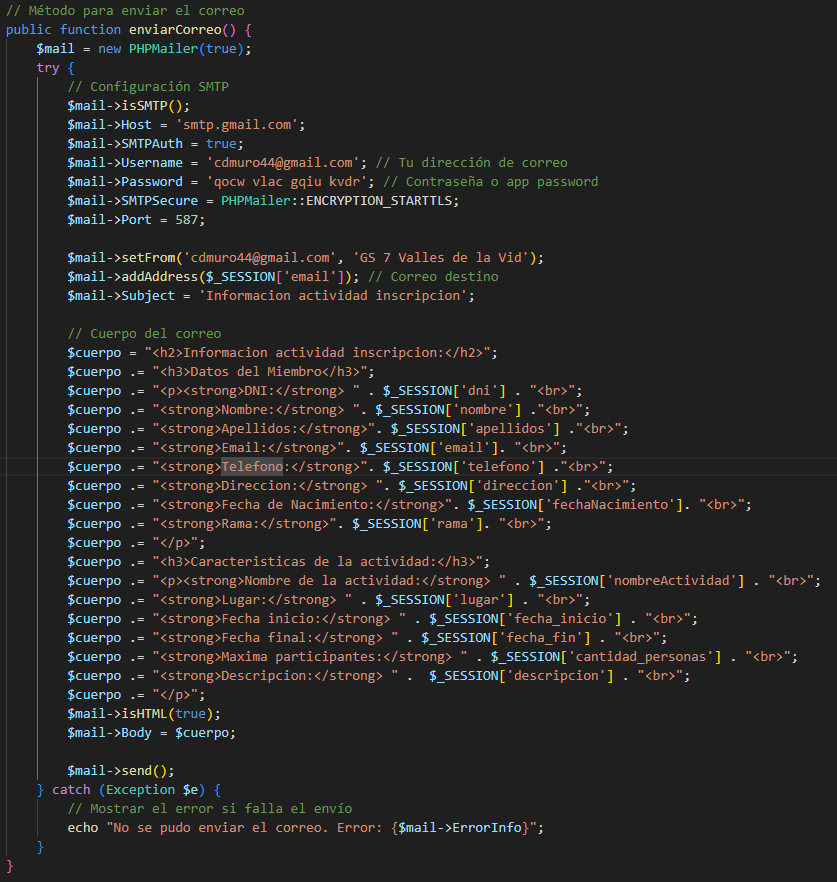 // Método para enviar el correo
public function enviarCorreo() {
$mail = new PHPMailer(true);
try {
// Configuración SMTP
$mail->isSMTP();
$mail->Host = 'smtp.gmail.com';
$mail->SMTPAuth = true;
$mail->Username = 'cdmuro44@gmail.com'; // Tu dirección de correo
$mail->Password = 'qocw vlac gqiu kvdr'; // Contraseña o app password
$mail->SMTPSecure = PHPMailer::ENCRYPTION_STARTTLS;
$mail->Port = 587;
$mail->setFrom('cdmuro44@gmail.com', 'GS 7 Valles de la Vid');
$mail->addAddress($_SESSION['email']); // Correo destino
$mail->Subject = 'Informacion actividad inscripcion';
// Cuerpo del correo
$cuerpo = "<h2>Informacion actividad inscripcion:</h2>";
$cuerpo .= "<h3>Datos del Miembro</h3>";
$cuerpo .= "<p><strong>DNI:</strong> " . $_SESSION['dni'] . "<br>";
$cuerpo .= "<strong>Nombre:</strong> " . $_SESSION['nombre'] ."<br>";
$cuerpo .= "<strong>Apellidos:</strong>". $_SESSION['apellidos'] ."<br>";
$cuerpo .= "<strong>Email:</strong>". $_SESSION['email']. "<br>";
$cuerpo .= "<strong>Telefono:</strong>". $_SESSION['telefono'] ."<br>";
$cuerpo .= "<strong>Direccion:</strong> ". $_SESSION['direccion'] ."<br>";
$cuerpo .= "<strong>Fecha de Nacimiento:</strong>". $_SESSION['fechaNacimiento']. "<br>";
$cuerpo .= "<strong>Rama:</strong>". $_SESSION['rama']. "<br>";
$cuerpo .= "</p>";
$cuerpo .= "<h3>Caracteristicas de la actividad:</h3>";
$cuerpo .= "<p><strong>Nombre de la actividad:</strong> " . $_SESSION['nombreActividad'] . "<br>";
$cuerpo .= "<strong>Lugar:</strong> " . $_SESSION['lugar'] . "<br>";
$cuerpo .= "<strong>Fecha inicio:</strong> " . $_SESSION['fecha_inicio'] . "<br>";
$cuerpo .= "<strong>Fecha final:</strong> " . $_SESSION['fecha_fin'] . "<br>";
$cuerpo .= "<strong>Maxima participantes:</strong> " . $_SESSION['cantidad_personas'] . "<br>";
$cuerpo .= "<strong>Descripcion:</strong> " .  $_SESSION['descripcion'] . "<br>";
$cuerpo .= "</p>";
$mail->isHTML(true);
$mail->Body = $cuerpo;
$mail->send();
} catch (Exception $e) {
// Mostrar el error si falla el envío
echo "No se pudo enviar el correo. Error: {$mail->ErrorInfo}";
}
}